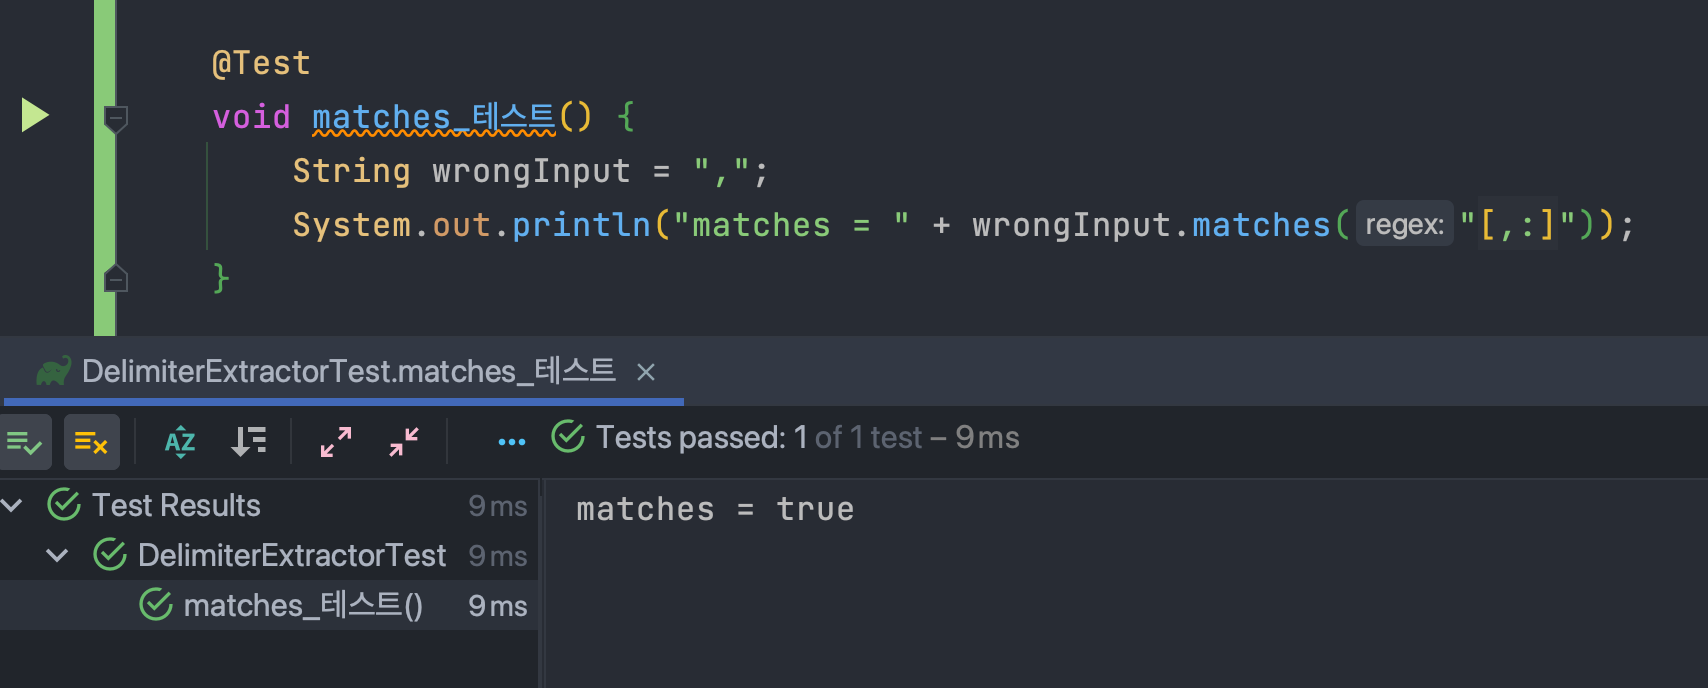 @Test
void matches_테스트() {
String wrongInput = ",";
System.out.println("matches = " + wrongInput.matches( regex: "[,:]"));
}
DelimiterExtractorTest.matches_테스트 ×
AZ
Tests passed: 1 of 1 test – 9 ms
Test Results 9 ms
DelimiterExtractorTest 9 ms
matches_테스트() 9 ms
matches = true